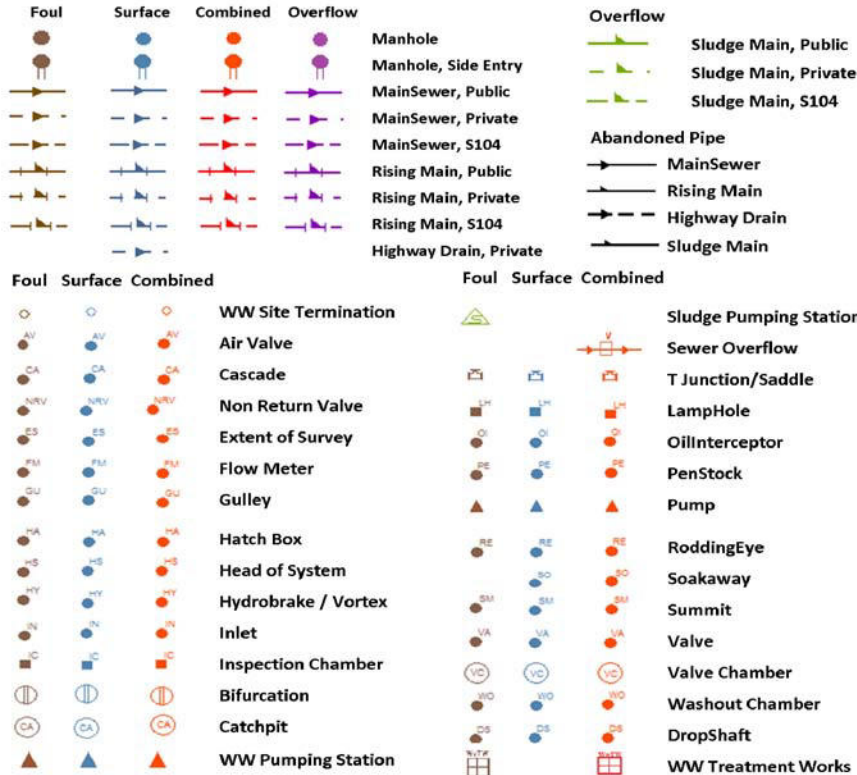 Foul Surface Combined Overflow
Manhole
Manhole, Side Entry
MainSewer, Public
MainSewer, Private
MainSewer, S104
Rising Main, Public
Rising Main, Private
Rising Main, S104
Highway Drain, Private
Overflow
Sludge Main, Public
Sludge Main, Private
Sludge Main, S104
Abandoned Pipe
MainSewer
Rising Main
Highway Drain
Sludge Main
Foul Surface Combined
WW Site Termination
AV AV AV Air Valve
CA CA CA Cascade
NRV NRV NRV Non Return Valve
ES ES ES Extent of Survey
FM FM FM Flow Meter
GU GU GU Gulley
HA HA HA Hatch Box
HS HS HS Head of System
HY HY HY Hydrobrake / Vortex
IN IN IN Inlet
IC IC IC Inspection Chamber
Bifurcation
CA CA CA Catchpit
WW Pumping Station
Foul Surface Combined
S Sludge Pumping Station
V Sewer Overflow
T Junction/Saddle
LH LH LH LampHole
OI OI OI OilInterceptor
PE PE PE PenStock
Pump
RE RE RE RoddingEye
SO SO Soakaway
SM SM SM Summit
VA VA VA Valve
VC VC VC Valve Chamber
WO WO WO Washout Chamber
DS DS DS DropShaft
WwTW WwTW WW Treatment Works